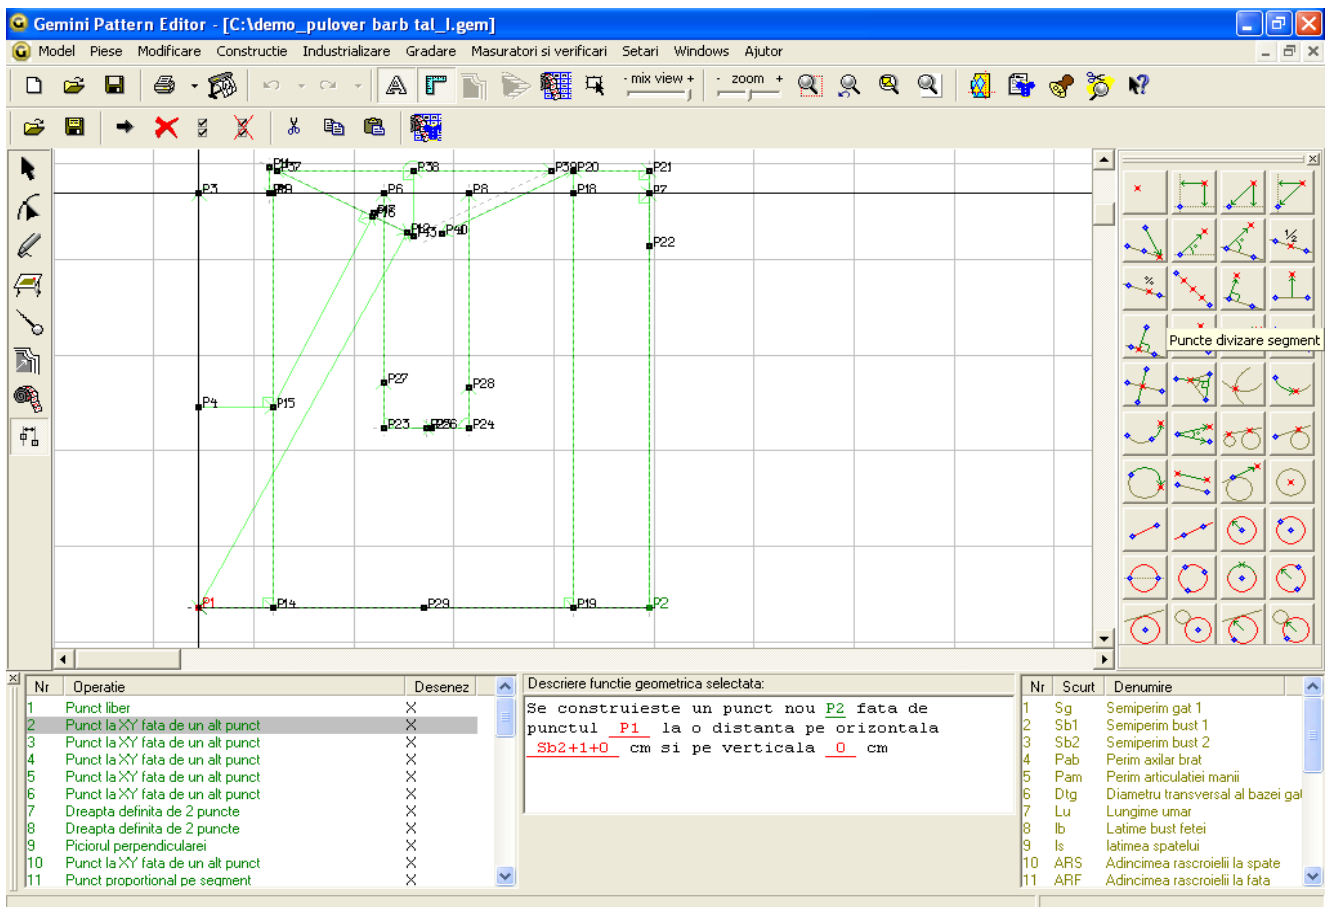 Gemini Pattern Editor - [C:\demo_pulover barb tal_l.gem]
Model Piese Modificare Constructie Industrializare Gradare Masuratori si verificari Setari Windows Ajutor
- mix view + - zoom +
P37 P38 P39 P20 P21
P3 P6 P8 P18 P7
P40
P22
P27 P28
P4 P15
P23 P24
P1 P14 P29 P19 P2
½
%
Puncte divizare segment
Nr Operatie Desenez
1 Punct liber X
2 Punct la XY fata de un alt punct X
3 Punct la XY fata de un alt punct X
4 Punct la XY fata de un alt punct X
5 Punct la XY fata de un alt punct X
6 Punct la XY fata de un alt punct X
7 Dreapta definita de 2 puncte X
8 Dreapta definita de 2 puncte X
9 Piciorul perpendicularei X
10 Punct la XY fata de un alt punct X
11 Punct proportional pe segment X
Descriere functie geometrica selectata:
Se construieste un punct nou P2 fata de
punctul P1 la o distanta pe orizontala
Sb2+1+0 cm si pe verticala 0 cm
Nr Scurt Denumire
1 Sg Semiperim gat 1
2 Sb1 Semiperim bust 1
3 Sb2 Semiperim bust 2
4 Pab Perim axilar brat
5 Pam Perim articulatiei manii
6 Dtg Diametru transversal al bazei gat
7 Lu Lungime umar
8 lb Latime bust fetei
9 ls latimea spatelui
10 ARS Adincimea rascroielii la spate
11 ARF Adincimea rascroielii la fata